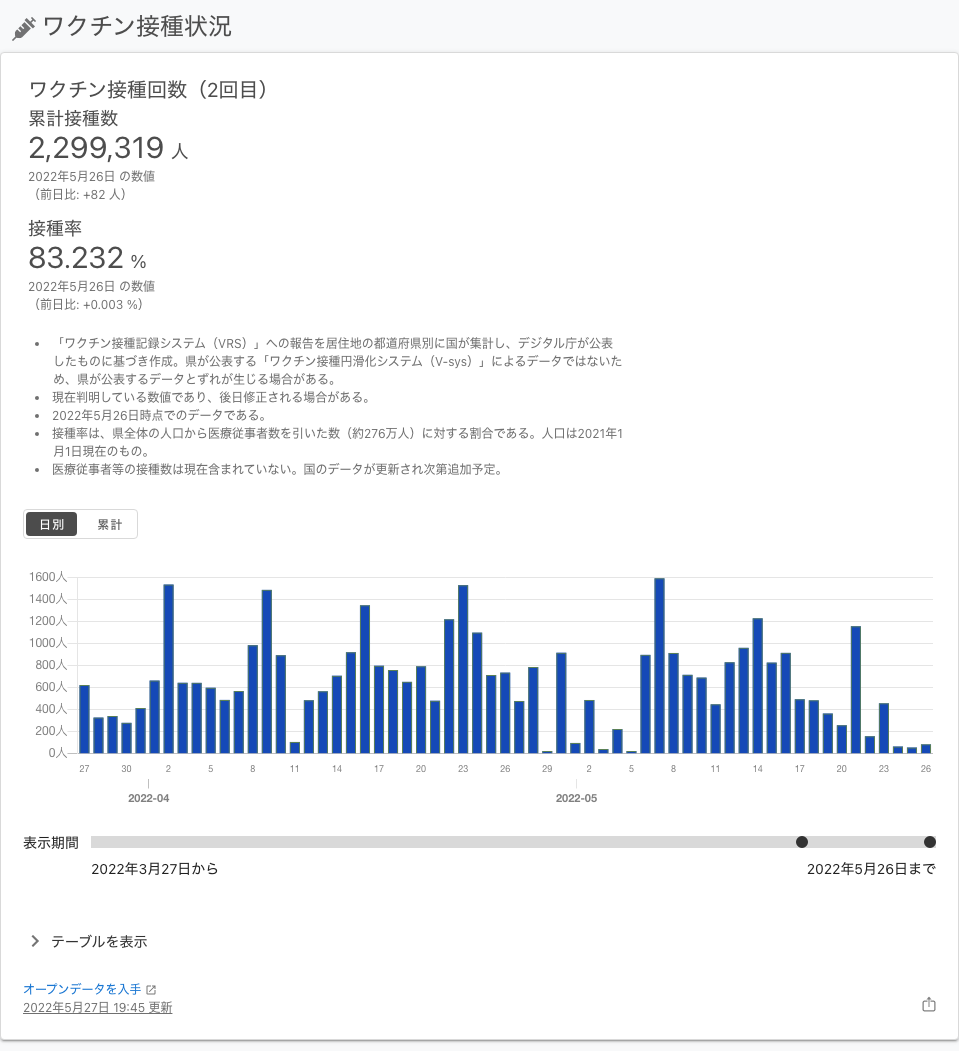 ワクチン接種状況
ワクチン接種回数（2回目）
累計接種数
2,299,319 人
2022年5月26日 の数値
（前日比: +82 人）
接種率
83.232 %
2022年5月26日 の数値
（前日比: +0.003 %）
• 「ワクチン接種記録システム（VRS）」への報告を居住地の都道府県別に国が集計し、デジタル庁が公表
したものに基づき作成。県が公表する「ワクチン接種円滑化システム（V-sys）」によるデータではないた
め、県が公表するデータとずれが生じる場合がある。
• 現在判明している数値であり、後日修正される場合がある。
• 2022年5月26日時点でのデータである。
• 接種率は、県全体の人口から医療従事者数を引いた数（約276万人）に対する割合である。人口は2021年1
月1日現在のもの。
• 医療従事者等の接種数は現在含まれていない。国のデータが更新され次第追加予定。
日別 累計
1600人
1400人
1200人
1000人
800人
600人
400人
200人
0人
27 30 2 5 8 11 14 17 20 23 26 29 2 5 8 11 14 17 20 23 26
2022-04 2022-05
表示期間
2022年3月27日から 2022年5月26日まで
テーブルを表示
オープンデータを入手
2022年5月27日 19:45 更新